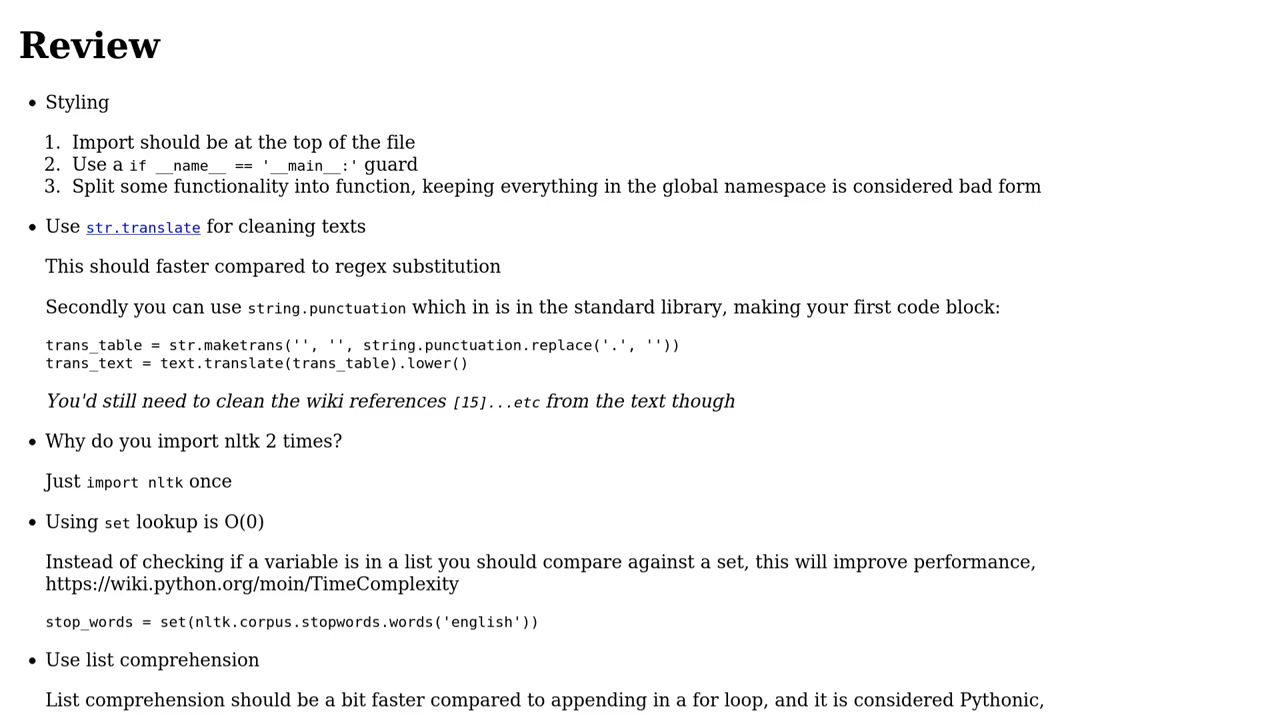 Review
• Styling
1. Import should be at the top of the file
2. Use a if __name__ == '__main__:' guard
3. Split some functionality into function, keeping everything in the global namespace is considered bad form
• Use str.translate for cleaning texts
This should faster compared to regex substitution
Secondly you can use string.punctuation which in is in the standard library, making your first code block:
trans_table = str.maketrans('', '', string.punctuation.replace('.', ''))
trans_text = text.translate(trans_table).lower()
You'd still need to clean the wiki references [15]...etc from the text though
• Why do you import nltk 2 times?
Just import nltk once
• Using set lookup is O(0)
Instead of checking if a variable is in a list you should compare against a set, this will improve performance,
https://wiki.python.org/moin/TimeComplexity
stop_words = set(nltk.corpus.stopwords.words('english'))
• Use list comprehension
List comprehension should be a bit faster compared to appending in a for loop, and it is considered Pythonic,